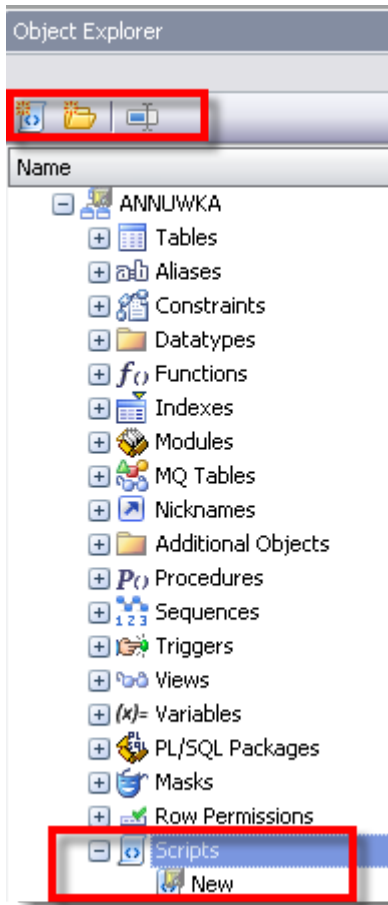 Object Explorer
Name
ANNUWKA
Tables
Aliases
Constraints
Datatypes
Functions
Indexes
Modules
MQ Tables
Nicknames
Additional Objects
Procedures
Sequences
Triggers
Views
Variables
PL/SQL Packages
Masks
Row Permissions
Scripts
New